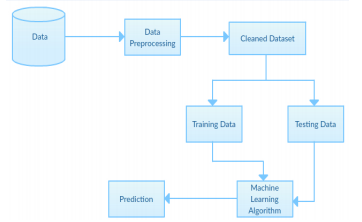 Data
Data
Preprocessing
Cleaned Dataset
Training Data
Testing Data
Machine
Learning
Algorithm
Prediction